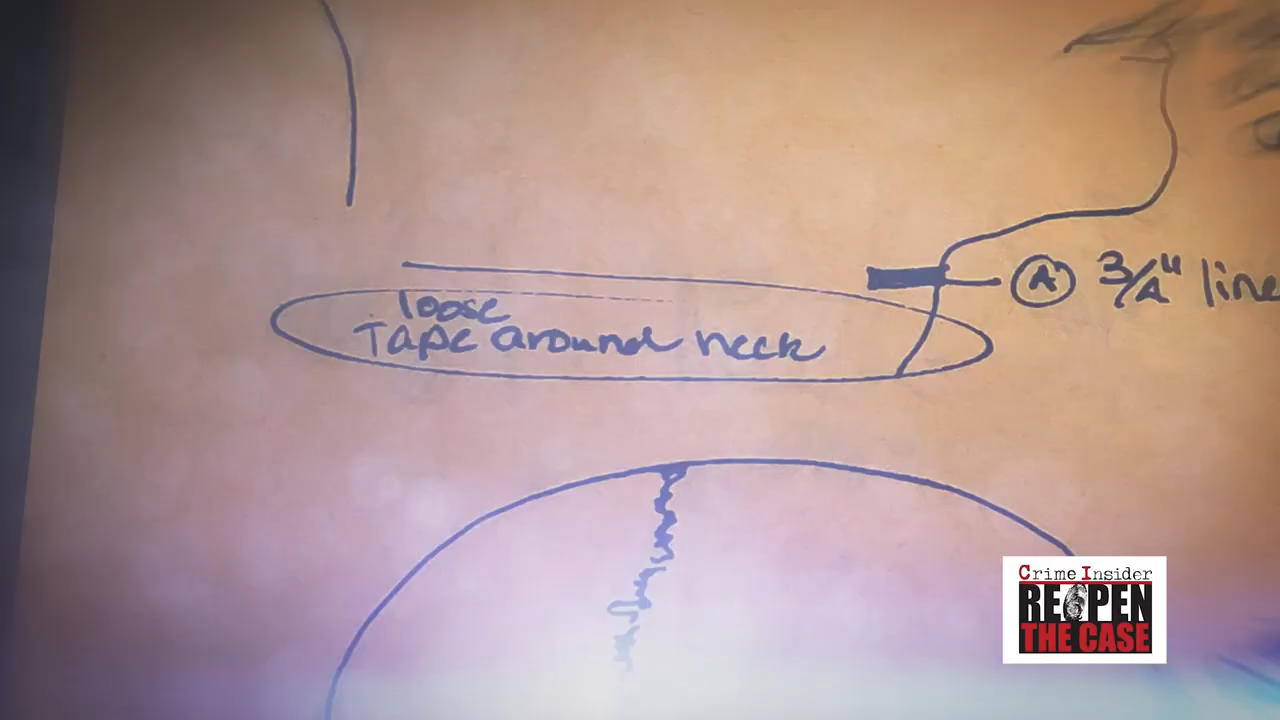 loose
Tape around neck
A 3/4" line
Crime Insider
REOPEN
THE CASE